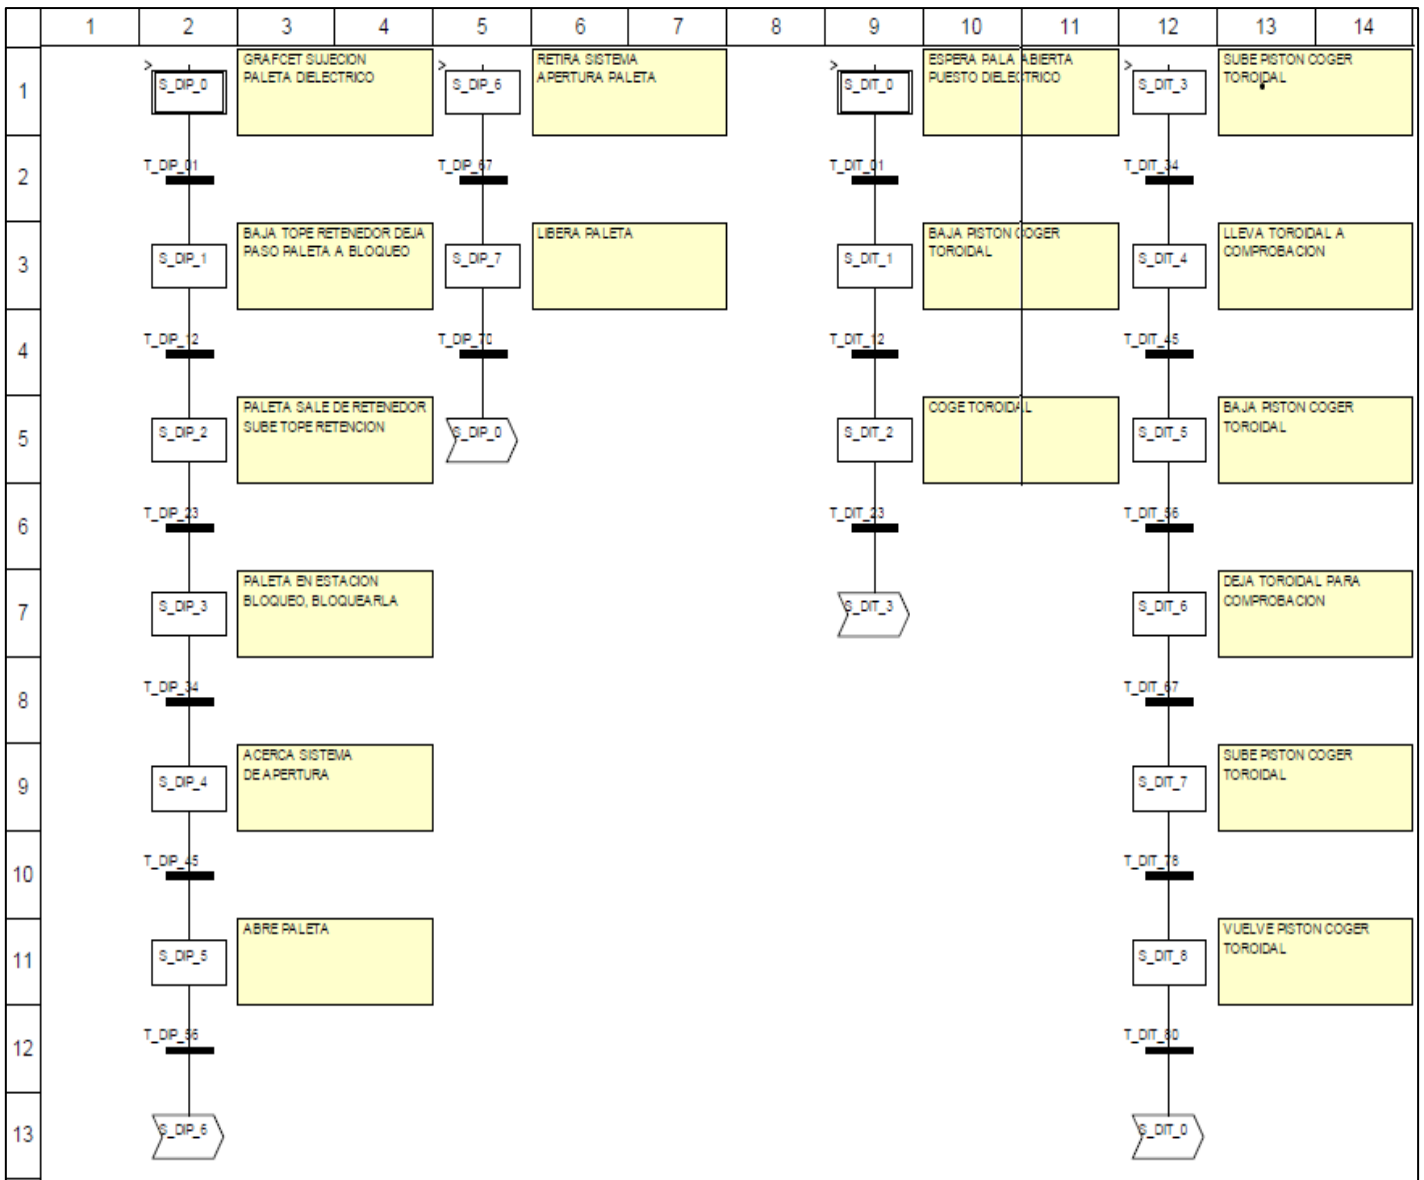 1 2 3 4 5 6 7 8 9 10 11 12 13 14
1
> S_DIP_0
GRAFCET SUJECION
PALETA DIELECTRICO
> S_DIP_6
RETIRA SISTEMA
APERTURA PALETA
> S_DIT_0
ESPERA PALA ABIERTA
PUESTO DIELECTRICO
> S_DIT_3
SUBE PISTON COGER
TOROIDAL
2
T_DIP_01
T_DIP_67
T_DIT_01
T_DIT_34
3
S_DIP_1
BAJA TOPE RETENEDOR DEJA
PASO PALETA A BLOQUEO
S_DIP_7
LIBERA PALETA
S_DIT_1
BAJA PISTON COGER
TOROIDAL
S_DIT_4
LLEVA TOROIDAL A
COMPROBACION
4
T_DIP_12
T_DIP_70
T_DIT_12
T_DIT_45
5
S_DIP_2
PALETA SALE DE RETENEDOR
SUBE TOPE RETENCION
S_DIP_0
S_DIT_2
COGE TOROIDAL
S_DIT_5
BAJA PISTON COGER
TOROIDAL
6
T_DIP_23
T_DIT_23
T_DIT_56
7
S_DIP_3
PALETA EN ESTACION
BLOQUEO, BLOQUEARLA
S_DIT_3
S_DIT_6
DEJA TOROIDAL PARA
COMPROBACION
8
T_DIP_34
T_DIT_67
9
S_DIP_4
ACERCA SISTEMA
DE APERTURA
S_DIT_7
SUBE PISTON COGER
TOROIDAL
10
T_DIP_45
T_DIT_78
11
S_DIP_5
ABRE PALETA
S_DIT_8
VUELVE PISTON COGER
TOROIDAL
12
T_DIP_56
T_DIT_80
13
S_DIP_6
S_DIT_0